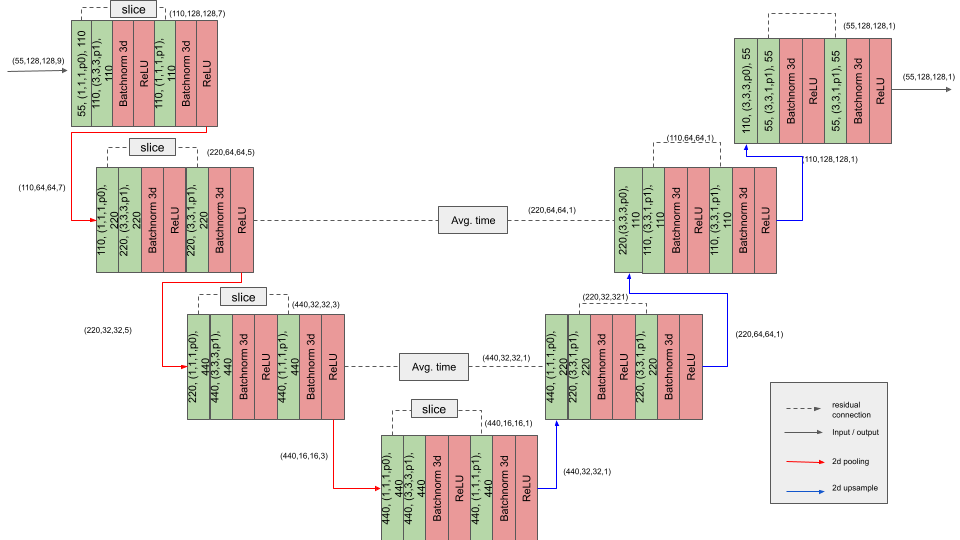 slice
(110,128,128,7)
(55,128,128,9)
55, (1,1,1,p0), 110
110, (3,3,3,p1),
110
Batchnorm 3d
ReLU
110, (1,1,1,p1),
110
Batchnorm 3d
ReLU
slice
(220,64,64,5)
(110,64,64,7)
110, (1,1,1,p0),
220
220, (3,3,3,p1),
220
Batchnorm 3d
ReLU
220, (3,3,1,p1),
220
Batchnorm 3d
ReLU
Avg. time
(220,64,64,1)
slice
(440,32,32,3)
(220,32,32,5)
220, (1,1,1,p0),
440
440, (3,3,3,p1),
440
Batchnorm 3d
ReLU
440, (1,1,1,p1),
440
Batchnorm 3d
ReLU
Avg. time
(440,32,32,1)
slice
(440,16,16,1)
(440,16,16,3)
440, (1,1,1,p0),
440
440, (3,3,3,p1),
440
Batchnorm 3d
ReLU
440, (1,1,1,p1),
440
Batchnorm 3d
ReLU
(440,32,32,1)
(220,32,321)
440, (1,1,1,p0),
220
220, (3,3,1,p1),
220
Batchnorm 3d
ReLU
220, (3,3,1,p1),
220
Batchnorm 3d
ReLU
(220,64,64,1)
(110,64,64,1)
220,(3,3,3,p0),
110
110, (3,3,1,p1),
110
Batchnorm 3d
ReLU
110, (3,3,1,p1),
110
Batchnorm 3d
ReLU
(110,128,128,1)
(55,128,128,1)
110, (3,3,3,p0), 55
55, (3,3,1,p1), 55
Batchnorm 3d
ReLU
55, (3,3,1,p1), 55
Batchnorm 3d
ReLU
(55,128,128,1)
residual
connection
Input / output
2d pooling
2d upsample